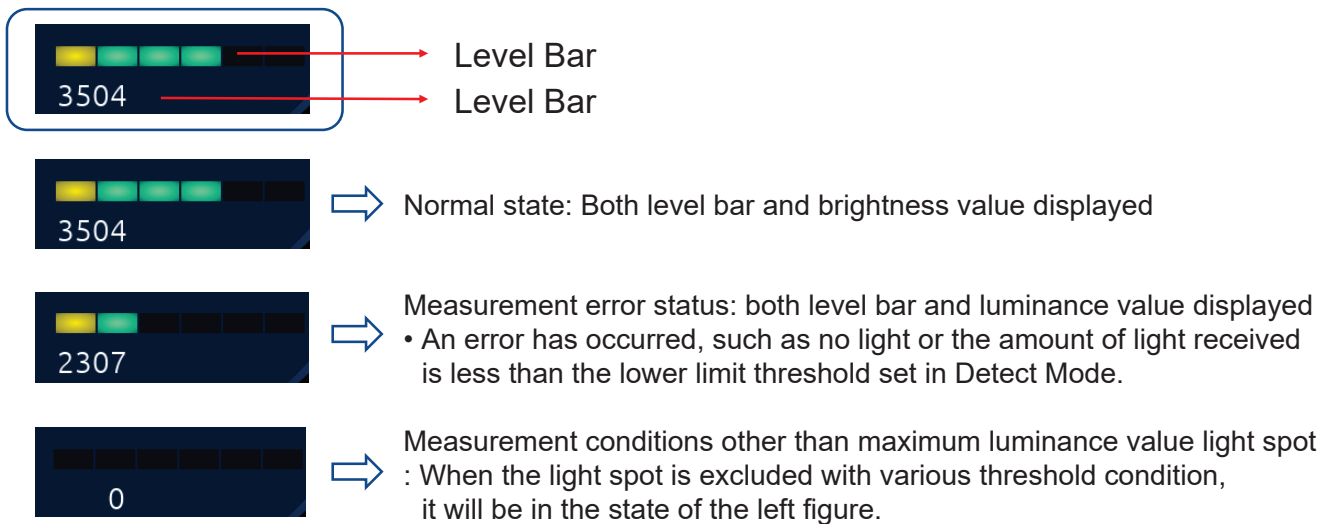 Level Bar
3504
Level Bar
3504
Normal state: Both level bar and brightness value displayed
Measurement error status: both level bar and luminance value displayed
2307
• An error has occurred, such as no light or the amount of light received
is less than the lower limit threshold set in Detect Mode.
Measurement conditions other than maximum luminance value light spot
0
: When the light spot is excluded with various threshold condition,
it will be in the state of the left figure.